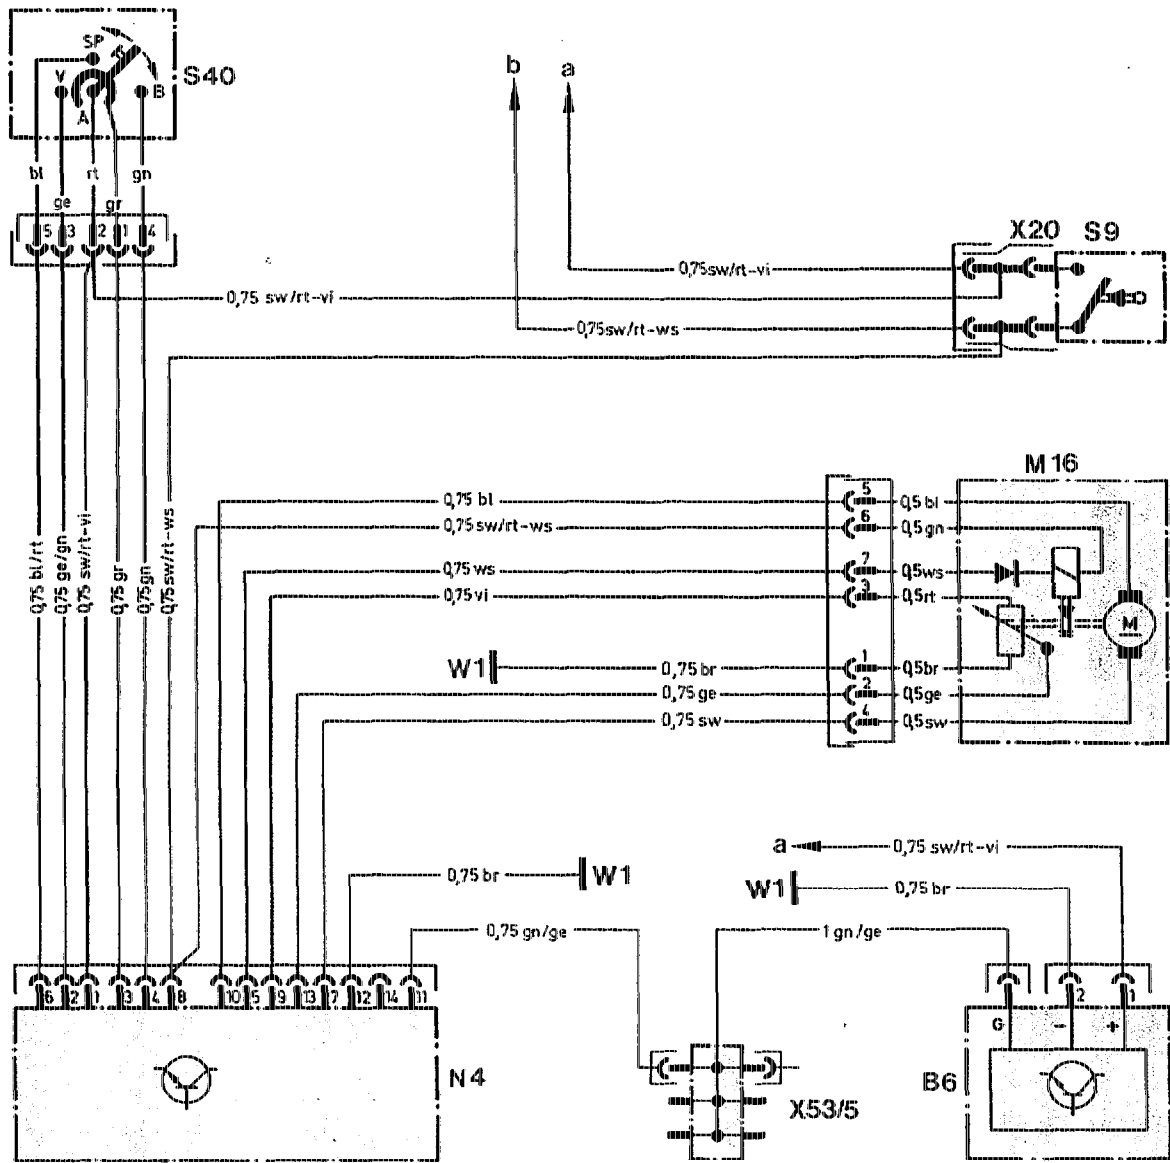 SP
V
B
A
S40
b
a
bl
rt
gn
ge
gr
5 3 2 1 4
X20
S9
0,75sw/rt-vi
0,75 sw/rt-vi
0,75sw/rt-ws
M16
0,75 bl
5
0,5 bl
0,75 sw/rt-ws
6
0,5gn
0,75 ws
7
0,5ws
0,75 vi
3
0,5rt
M
0,75 bl/rt
0,75 ge/gn
0,75 sw/rt-vi
0,75 gr
0,75gn
0,75sw/rt-ws
W1
0,75 br
1
0,5br
0,75 ge
2
0,5ge
0,75 sw
4
0,5sw
a
0,75 sw/rt-vi
0,75 br
W1
W1
0,75 br
0,75 gn/ge
1 gn/ge
6 2 1 3 4 8 10 5 9 13 7 12 14 11
2 1
G - +
N4
B6
X53/5